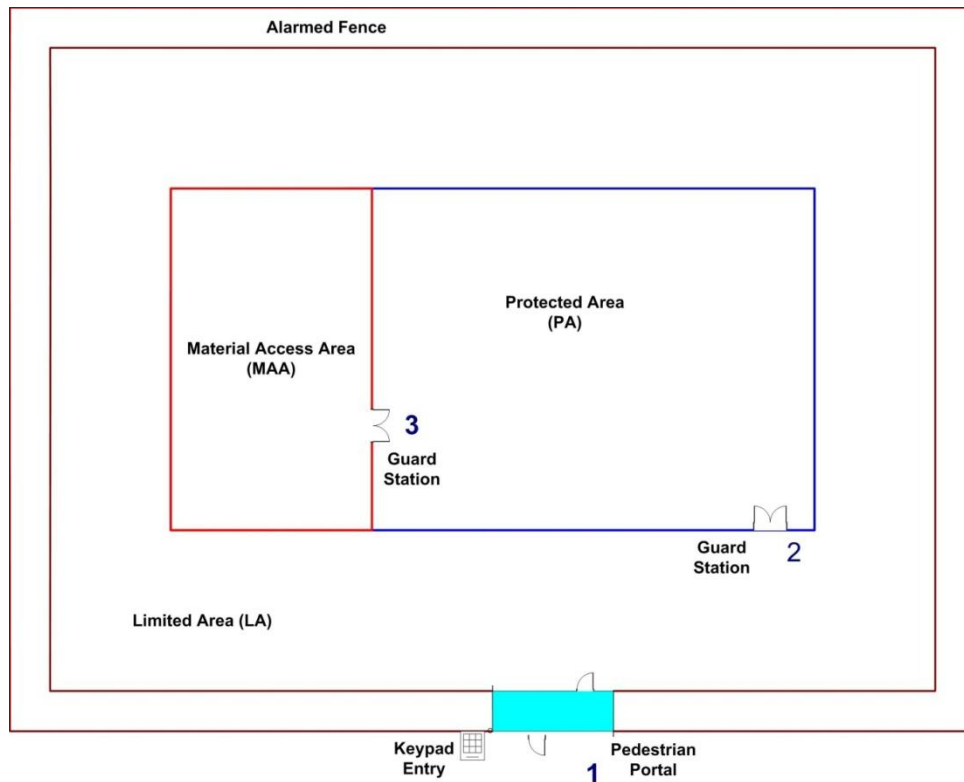 Alarmed Fence
Protected Area
(PA)
Material Access Area
(MAA)
3
Guard
Station
Guard
Station
2
Limited Area (LA)
Keypad
Entry
1
Pedestrian
Portal